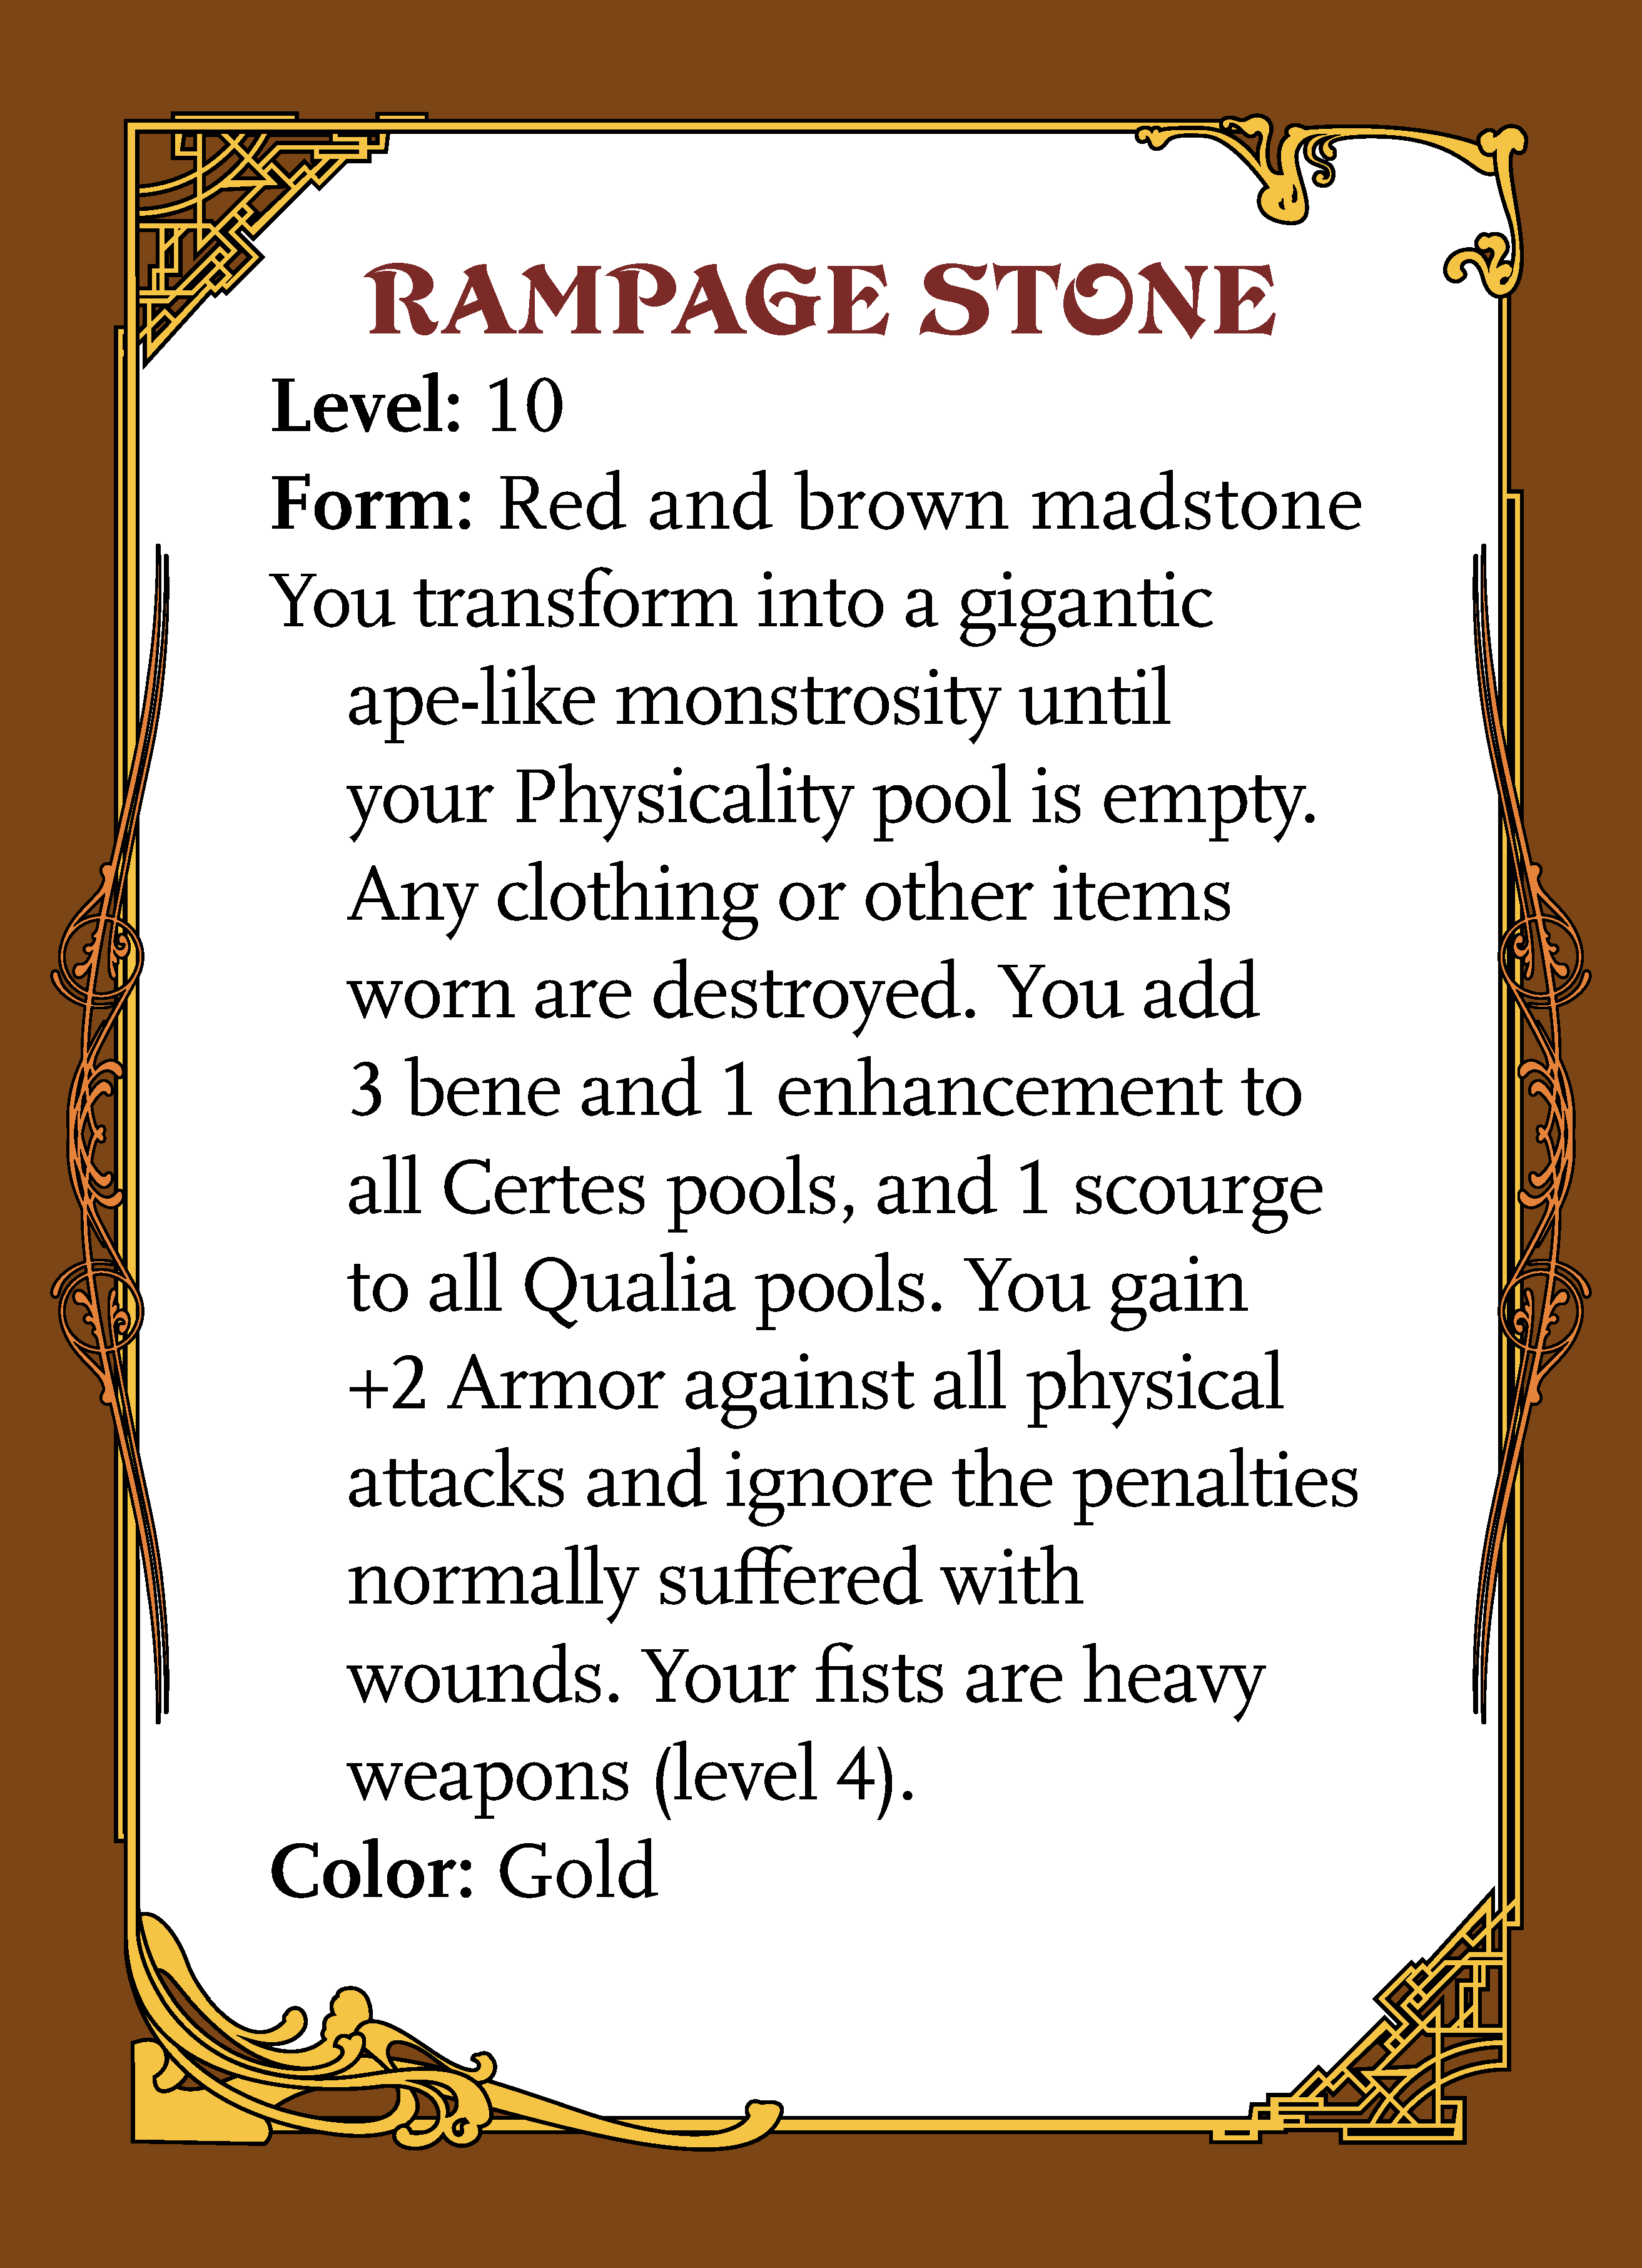 RAMPAGE STONE
Level: 10
Form: Red and brown madstone
You transform into a gigantic
ape-like monstrosity until
your Physicality pool is empty.
Any clothing or other items
worn are destroyed. You add
3 bene and 1 enhancement to
all Certes pools, and 1 scourge
to all Qualia pools. You gain
+2 Armor against all physical
attacks and ignore the penalties
normally suffered with
wounds. Your fists are heavy
weapons (level 4).
Color: Gold